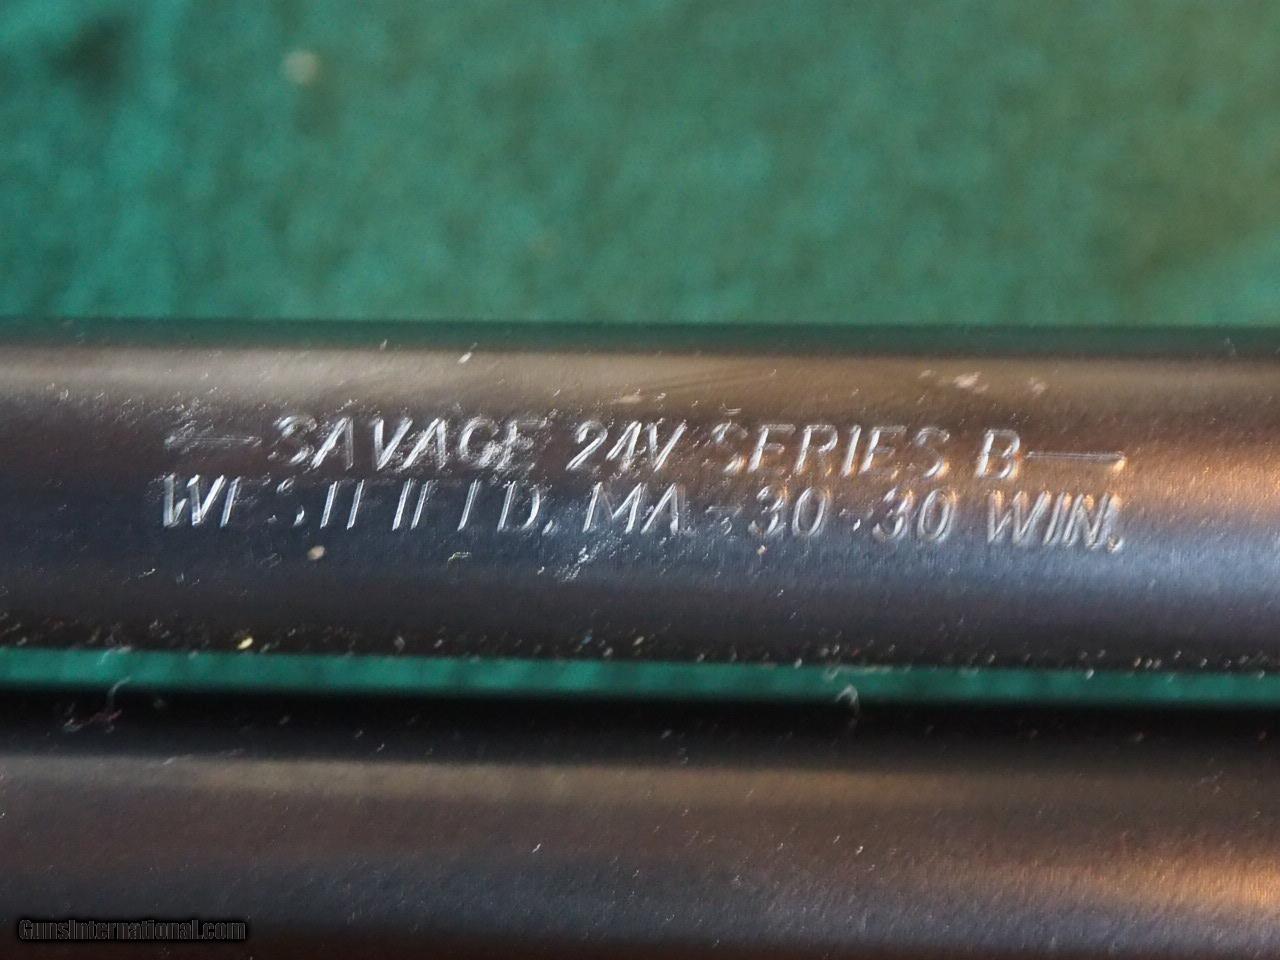 —SAVAGE 24V SERIES B—
WESTFIELD, MA.-30-30 WIN.
GunsInternational.com